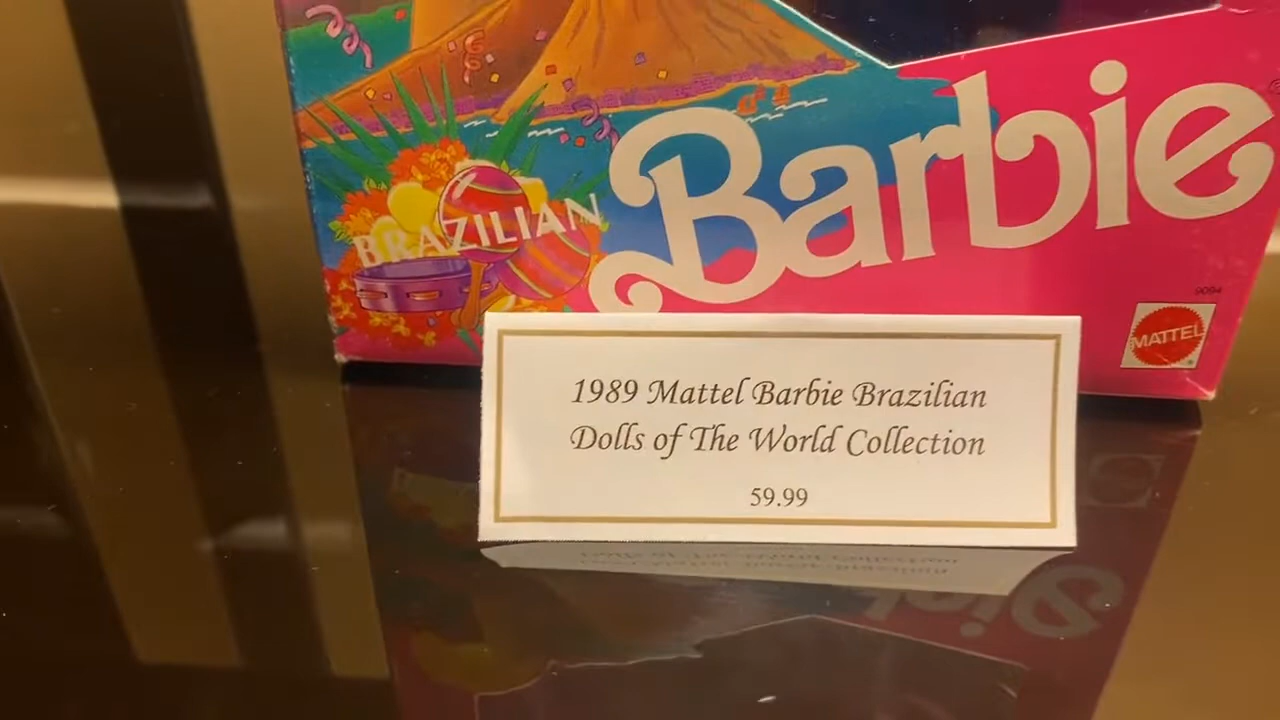 BRAZILIAN
Barbie
9094
MATTEL
1989 Mattel Barbie Brazilian
Dolls of The World Collection
59.99